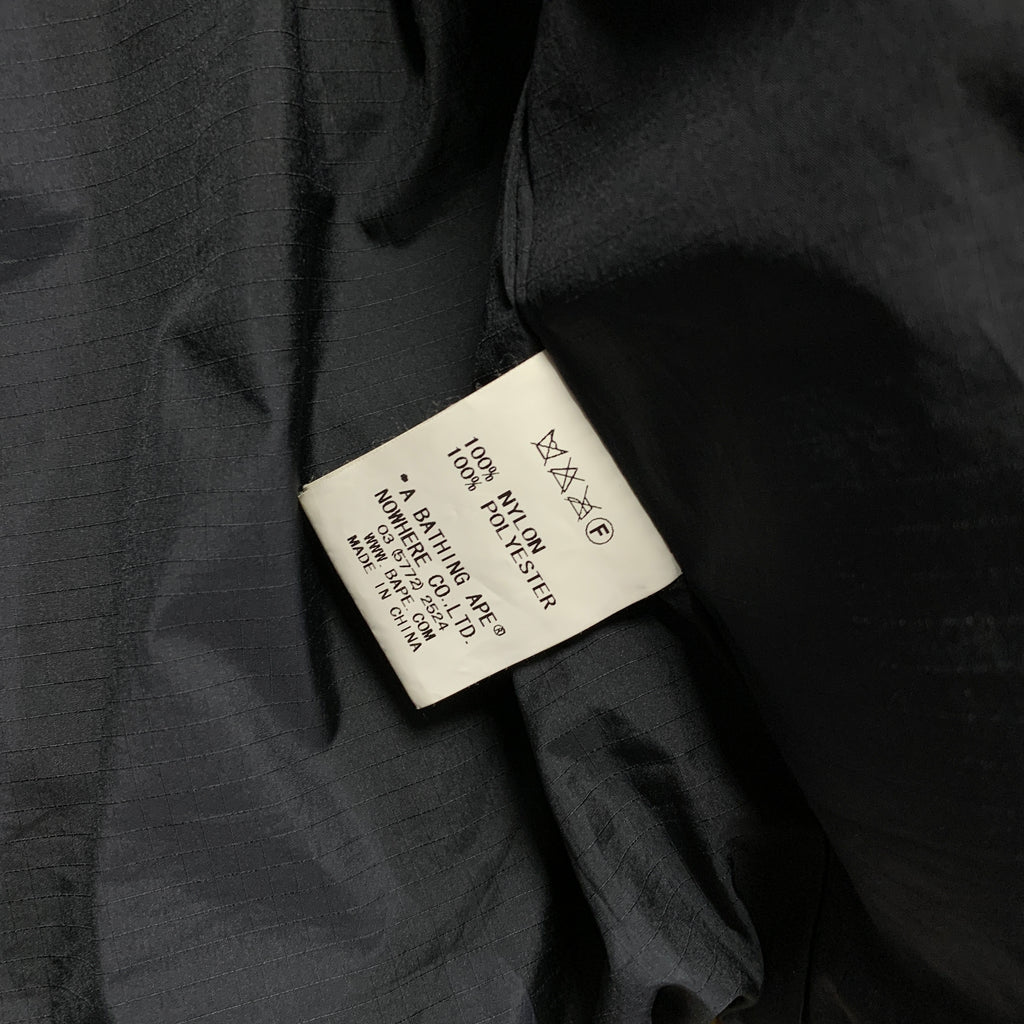 F
100% NYLON
100% POLYESTER
* A BATHING APE®
NOWHERE CO.,LTD.
03 (5772) 2524
WWW. BAPE. COM
MADE IN CHINA